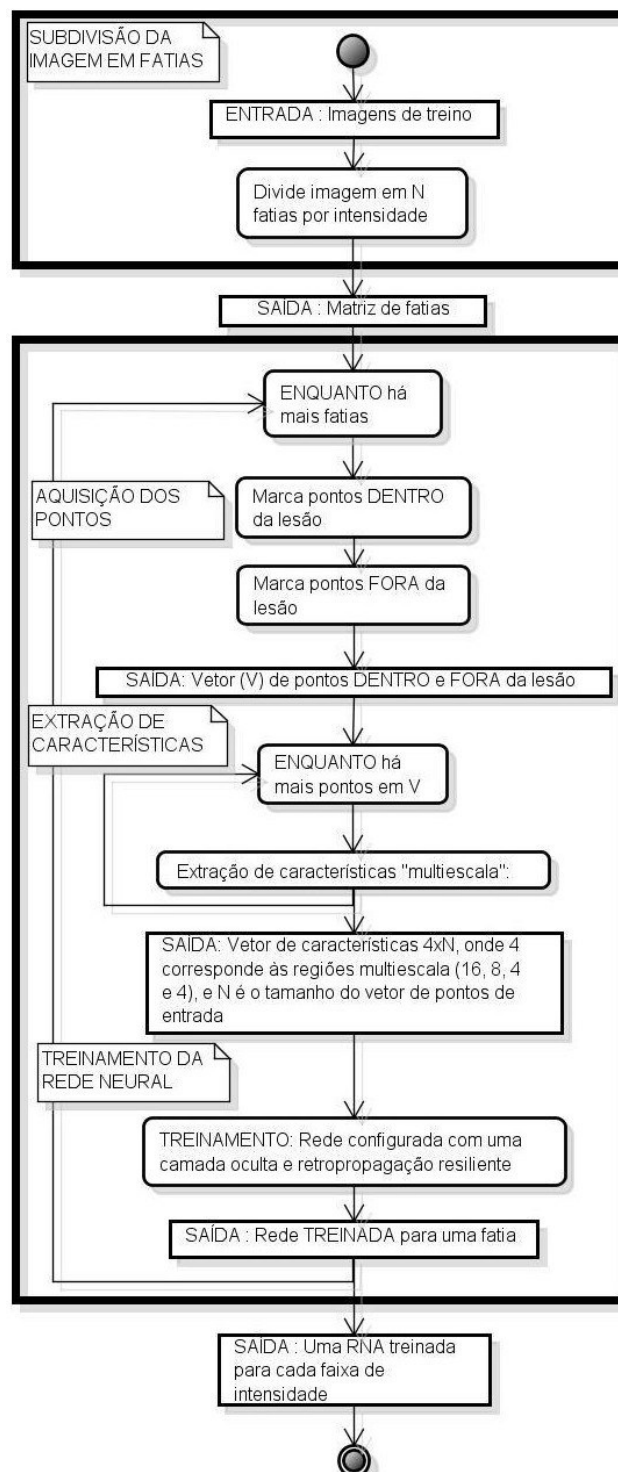 SUBDIVISÃO DA
IMAGEM EM FATIAS
ENTRADA : Imagens de treino
Divide imagem em N
fatias por intensidade
SAÍDA : Matriz de fatias
ENQUANTO há
mais fatias
AQUISIÇÃO DOS
PONTOS
Marca pontos DENTRO
da lesão
Marca pontos FORA da
lesão
SAÍDA: Vetor (V) de pontos DENTRO e FORA da lesão
EXTRAÇÃO DE
CARACTERÍSTICAS
ENQUANTO há
mais pontos em V
Extração de características "multiescala":
SAÍDA: Vetor de características 4xN, onde 4
corresponde às regiões multiescala (16, 8, 4
e 4), e N é o tamanho do vetor de pontos de
entrada
TREINAMENTO DA
REDE NEURAL
TREINAMENTO: Rede configurada com uma
camada oculta e retropropagação resiliente
SAÍDA : Rede TREINADA para uma fatia
SAÍDA : Uma RNA treinada
para cada faixa de
intensidade